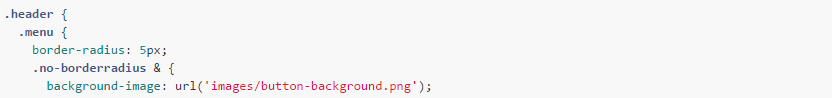 .header {
  .menu {
    border-radius: 5px;
    .no-borderradius & {
      background-image: url('images/button-background.png');